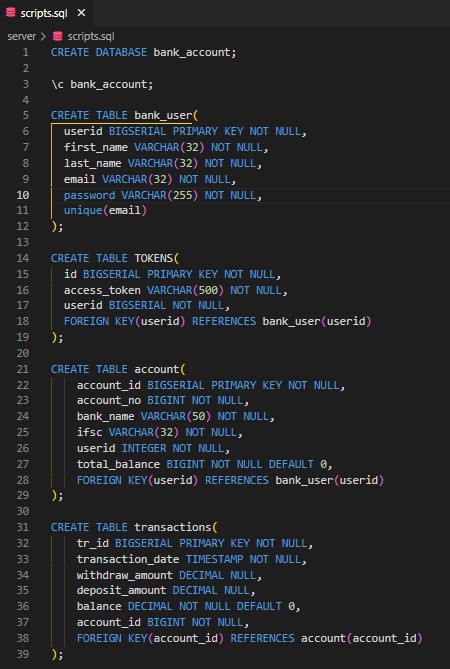 scripts.sql ×
server > scripts.sql
1 CREATE DATABASE bank_account;
2
3 \c bank_account;
4
5 CREATE TABLE bank_user(
6 userid BIGSERIAL PRIMARY KEY NOT NULL,
7 first_name VARCHAR(32) NOT NULL,
8 last_name VARCHAR(32) NOT NULL,
9 email VARCHAR(32) NOT NULL,
10 password VARCHAR(255) NOT NULL,
11 unique(email)
12 );
13
14 CREATE TABLE TOKENS(
15 id BIGSERIAL PRIMARY KEY NOT NULL,
16 access_token VARCHAR(500) NOT NULL,
17 userid BIGSERIAL NOT NULL,
18 FOREIGN KEY(userid) REFERENCES bank_user(userid)
19 );
20
21 CREATE TABLE account(
22 account_id BIGSERIAL PRIMARY KEY NOT NULL,
23 account_no BIGINT NOT NULL,
24 bank_name VARCHAR(50) NOT NULL,
25 ifsc VARCHAR(32) NOT NULL,
26 userid INTEGER NOT NULL,
27 total_balance BIGINT NOT NULL DEFAULT 0,
28 FOREIGN KEY(userid) REFERENCES bank_user(userid)
29 );
30
31 CREATE TABLE transactions(
32 tr_id BIGSERIAL PRIMARY KEY NOT NULL,
33 transaction_date TIMESTAMP NOT NULL,
34 withdraw_amount DECIMAL NULL,
35 deposit_amount DECIMAL NULL,
36 balance DECIMAL NOT NULL DEFAULT 0,
37 account_id BIGINT NOT NULL,
38 FOREIGN KEY(account_id) REFERENCES account(account_id)
39 );